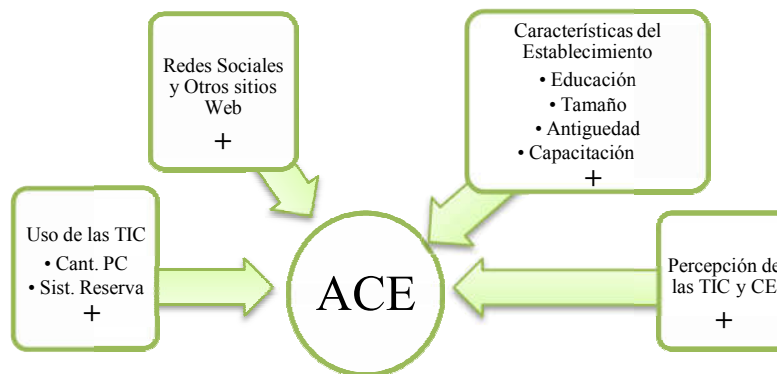 Redes Sociales
y Otros sitios
Web
+
Características del
Establecimiento
• Educación
• Tamaño
• Antiguedad
• Capacitación
+
Uso de las TIC
• Cant. PC
• Sist. Reserva
+
ACE
Percepción de
las TIC y CE
+